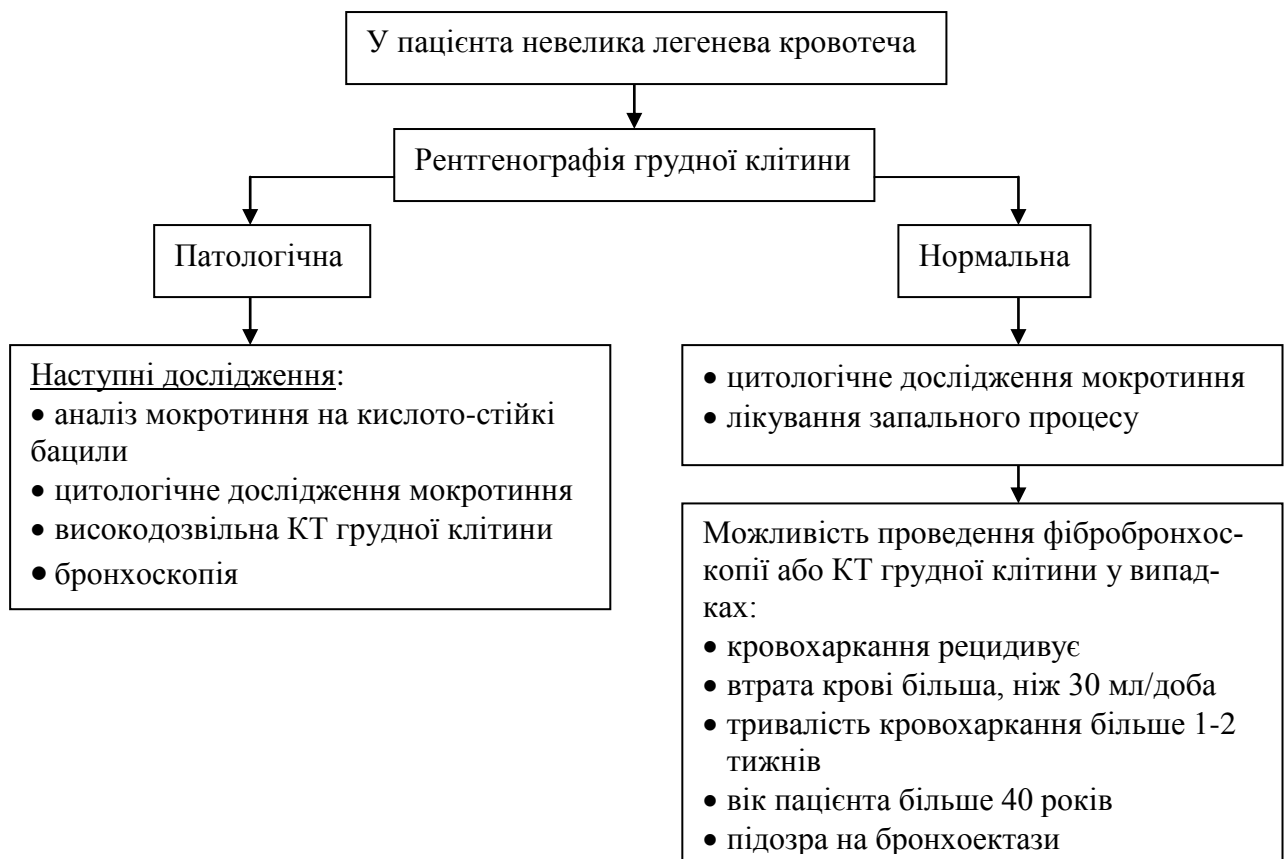 У пацієнта невелика легенева кровотеча
Рентгенографія грудної клітини
Патологічна
Нормальна
Наступні дослідження:
• аналіз мокротиння на кислото-стійкі
бацили
• цитологічне дослідження мокротиння
• високодозвільна КТ грудної клітини
• бронхоскопія
• цитологічне дослідження мокротиння
• лікування запального процесу
Можливість проведення фібробронхос-
копії або КТ грудної клітини у випад-
ках:
• кровохаркання рецидивує
• втрата крові більша, ніж 30 мл/доба
• тривалість кровохаркання більше 1-2
тижнів
• вік пацієнта більше 40 років
• підозра на бронхоектази